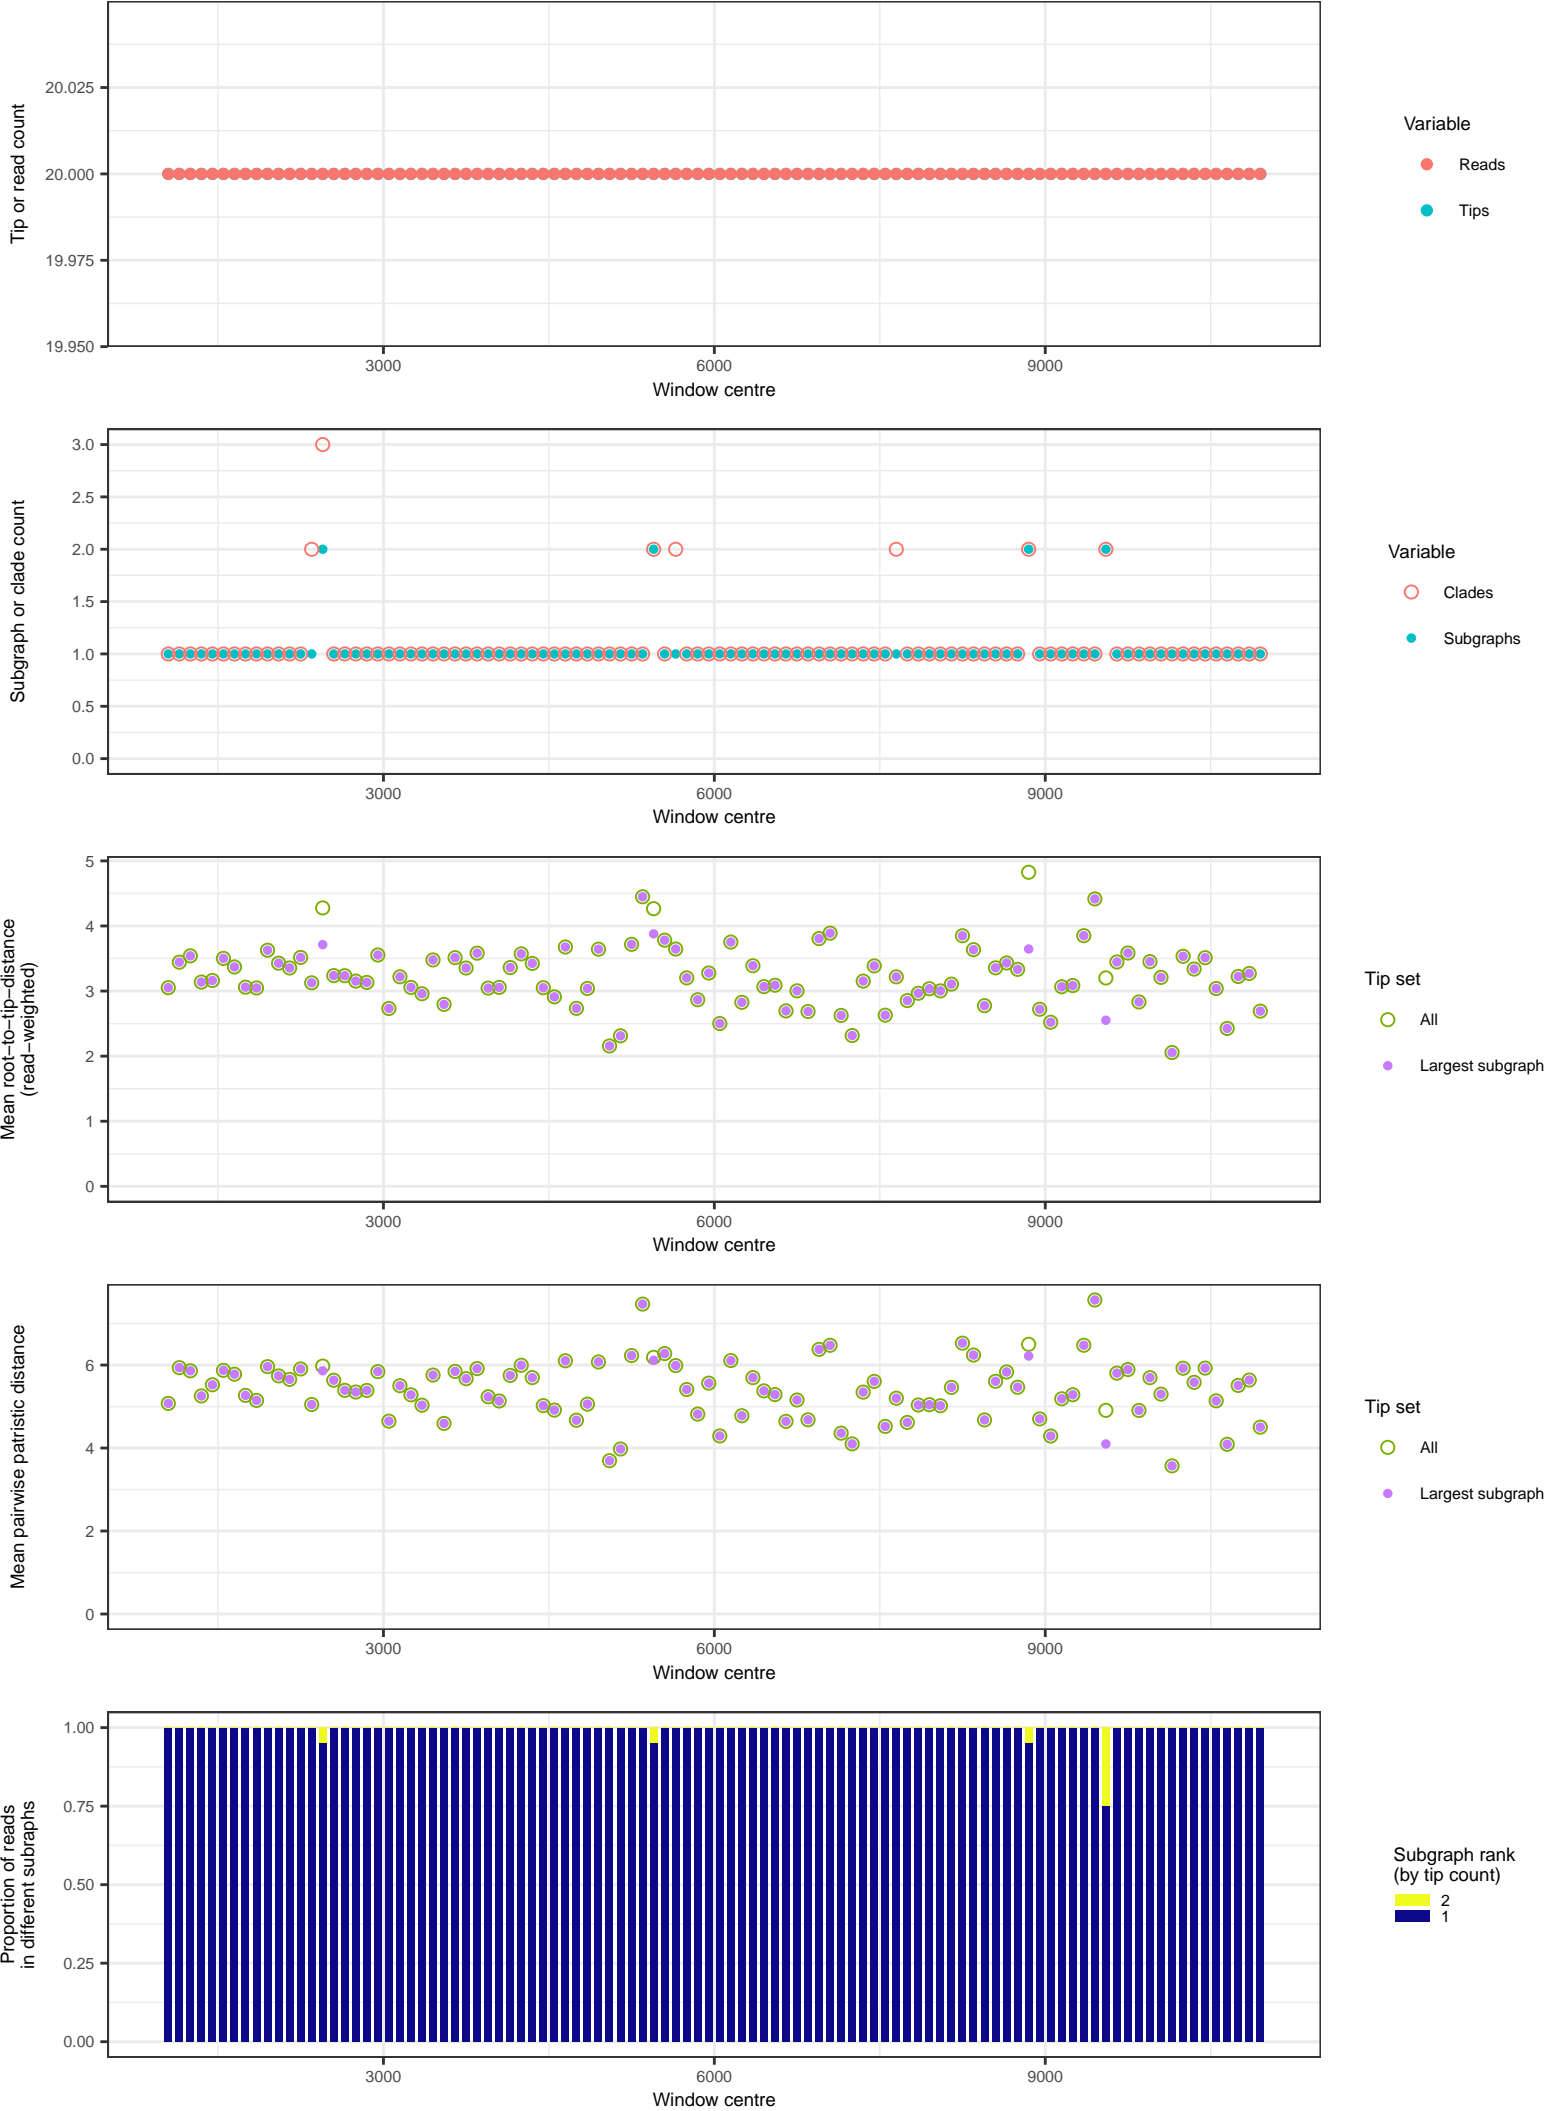 20.025
20.000
19.975
19.950
Tip or read count
3000 6000 9000
Window centre
Variable
Reads
Tips
3.0
2.5
2.0
1.5
1.0
0.5
0.0
Subgraph or clade count
3000 6000 9000
Window centre
Variable
Clades
Subgraphs
5
4
3
2
1
0
Mean root−to−tip−distance
(read−weighted)
3000 6000 9000
Window centre
Tip set
All
Largest subgraph
6
4
2
0
Mean pairwise patristic distance
3000 6000 9000
Window centre
Tip set
All
Largest subgraph
1.00
0.75
0.50
0.25
0.00
Proportion of reads
in different subraphs
3000 6000 9000
Window centre
Subgraph rank
(by tip count)
2
1